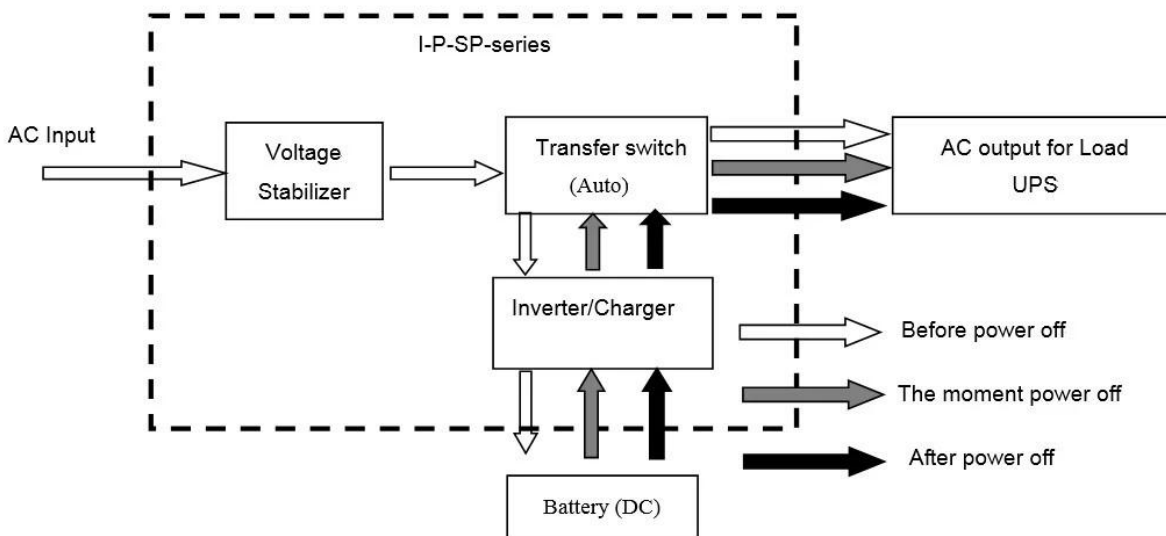 I-P-SP-series
AC Input
Voltage
Stabilizer
Transfer switch
(Auto)
AC output for Load
UPS
Inverter/Charger
Before power off
The moment power off
After power off
Battery (DC)